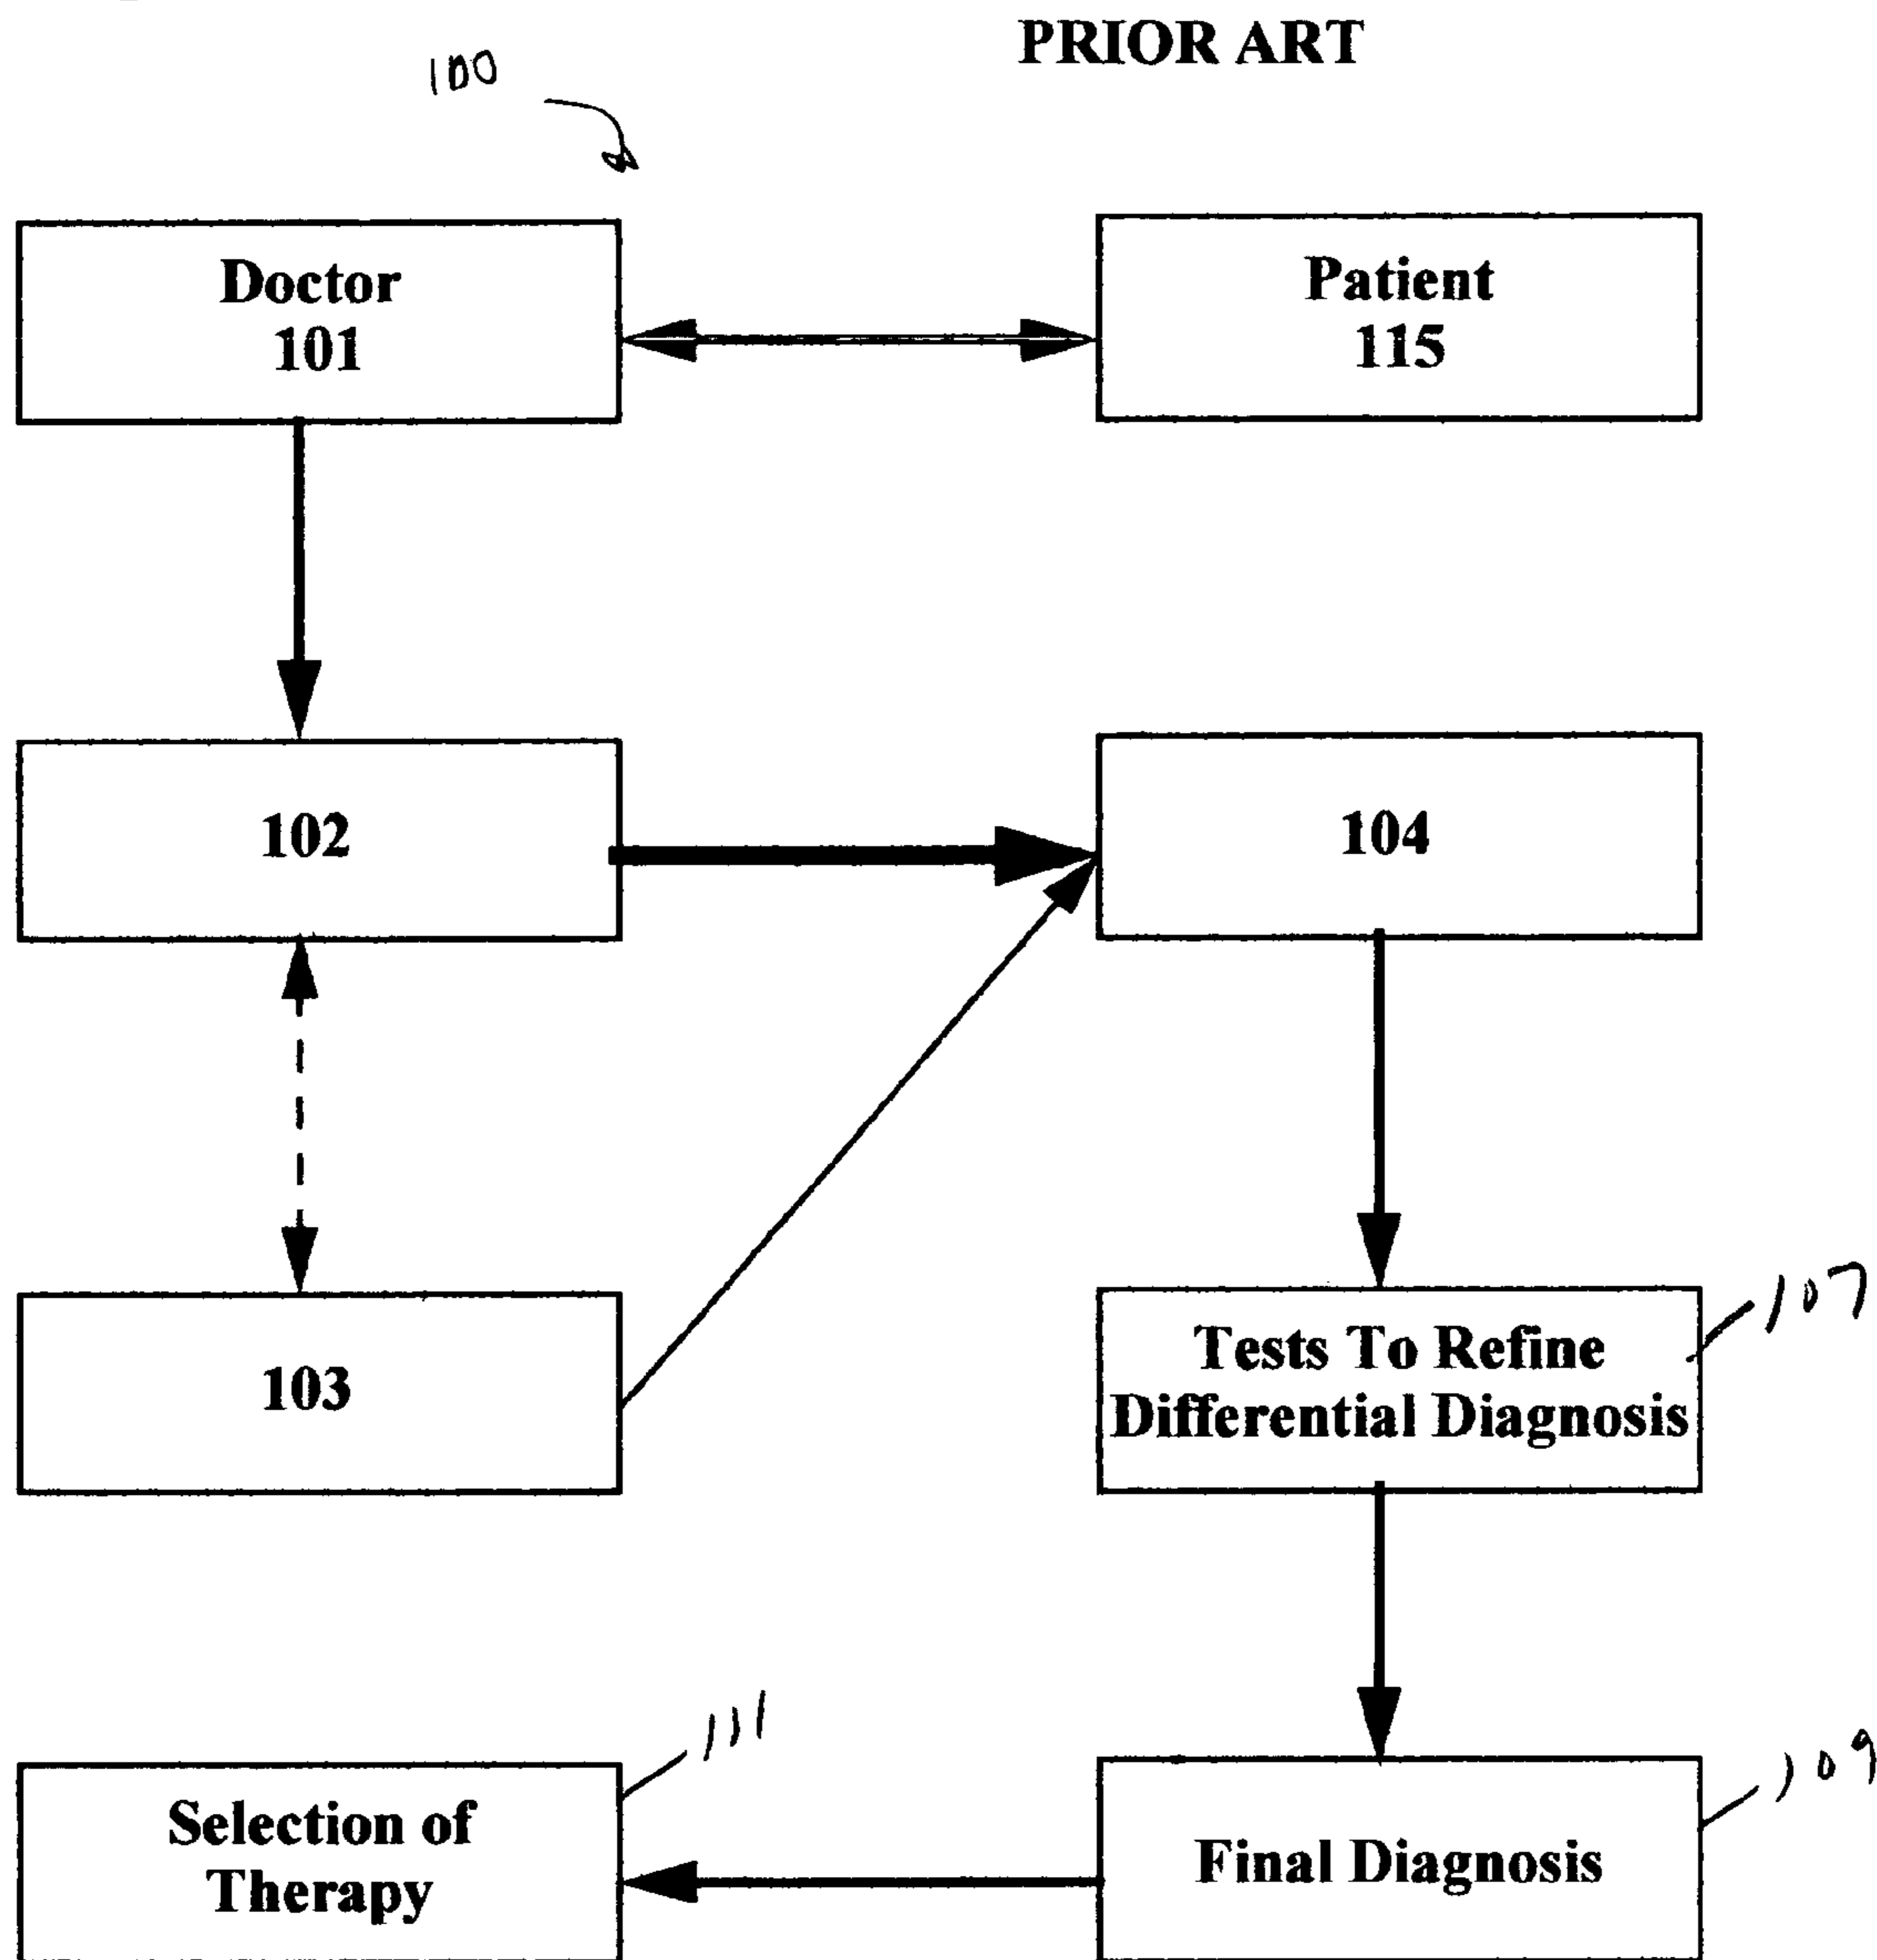 PRIOR ART
100
Doctor
101
Patient
115
102
104
103
Tests To Refine
Differential Diagnosis
107
Selection of
Therapy
111
Final Diagnosis
109